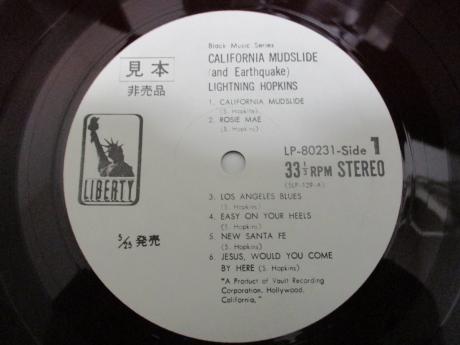 Black Music Series
CALIFORNIA MUDSLIDE
(and Earthquake)
LIGHTNING HOPKINS
見本
非売品
1. CALIFORNIA MUDSLIDE
(S. Hopkins)
2. ROSIE MAE
(S. Hopkins)
LP-80231-Side 1
33 1/3 RPM STEREO
(SLP-129-A)
LIBERTY
3. LOS ANGELES BLUES
(S. Hopkins)
4. EASY ON YOUR HEELS
(S. Hopkins)
5. NEW SANTA FE
(S. Hopkins)
6. JESUS, WOULD YOU COME
BY HERE (S. Hopkins)
5/25 発売
"A Product of Vault Recording
Corporation, Hollywood,
California,"